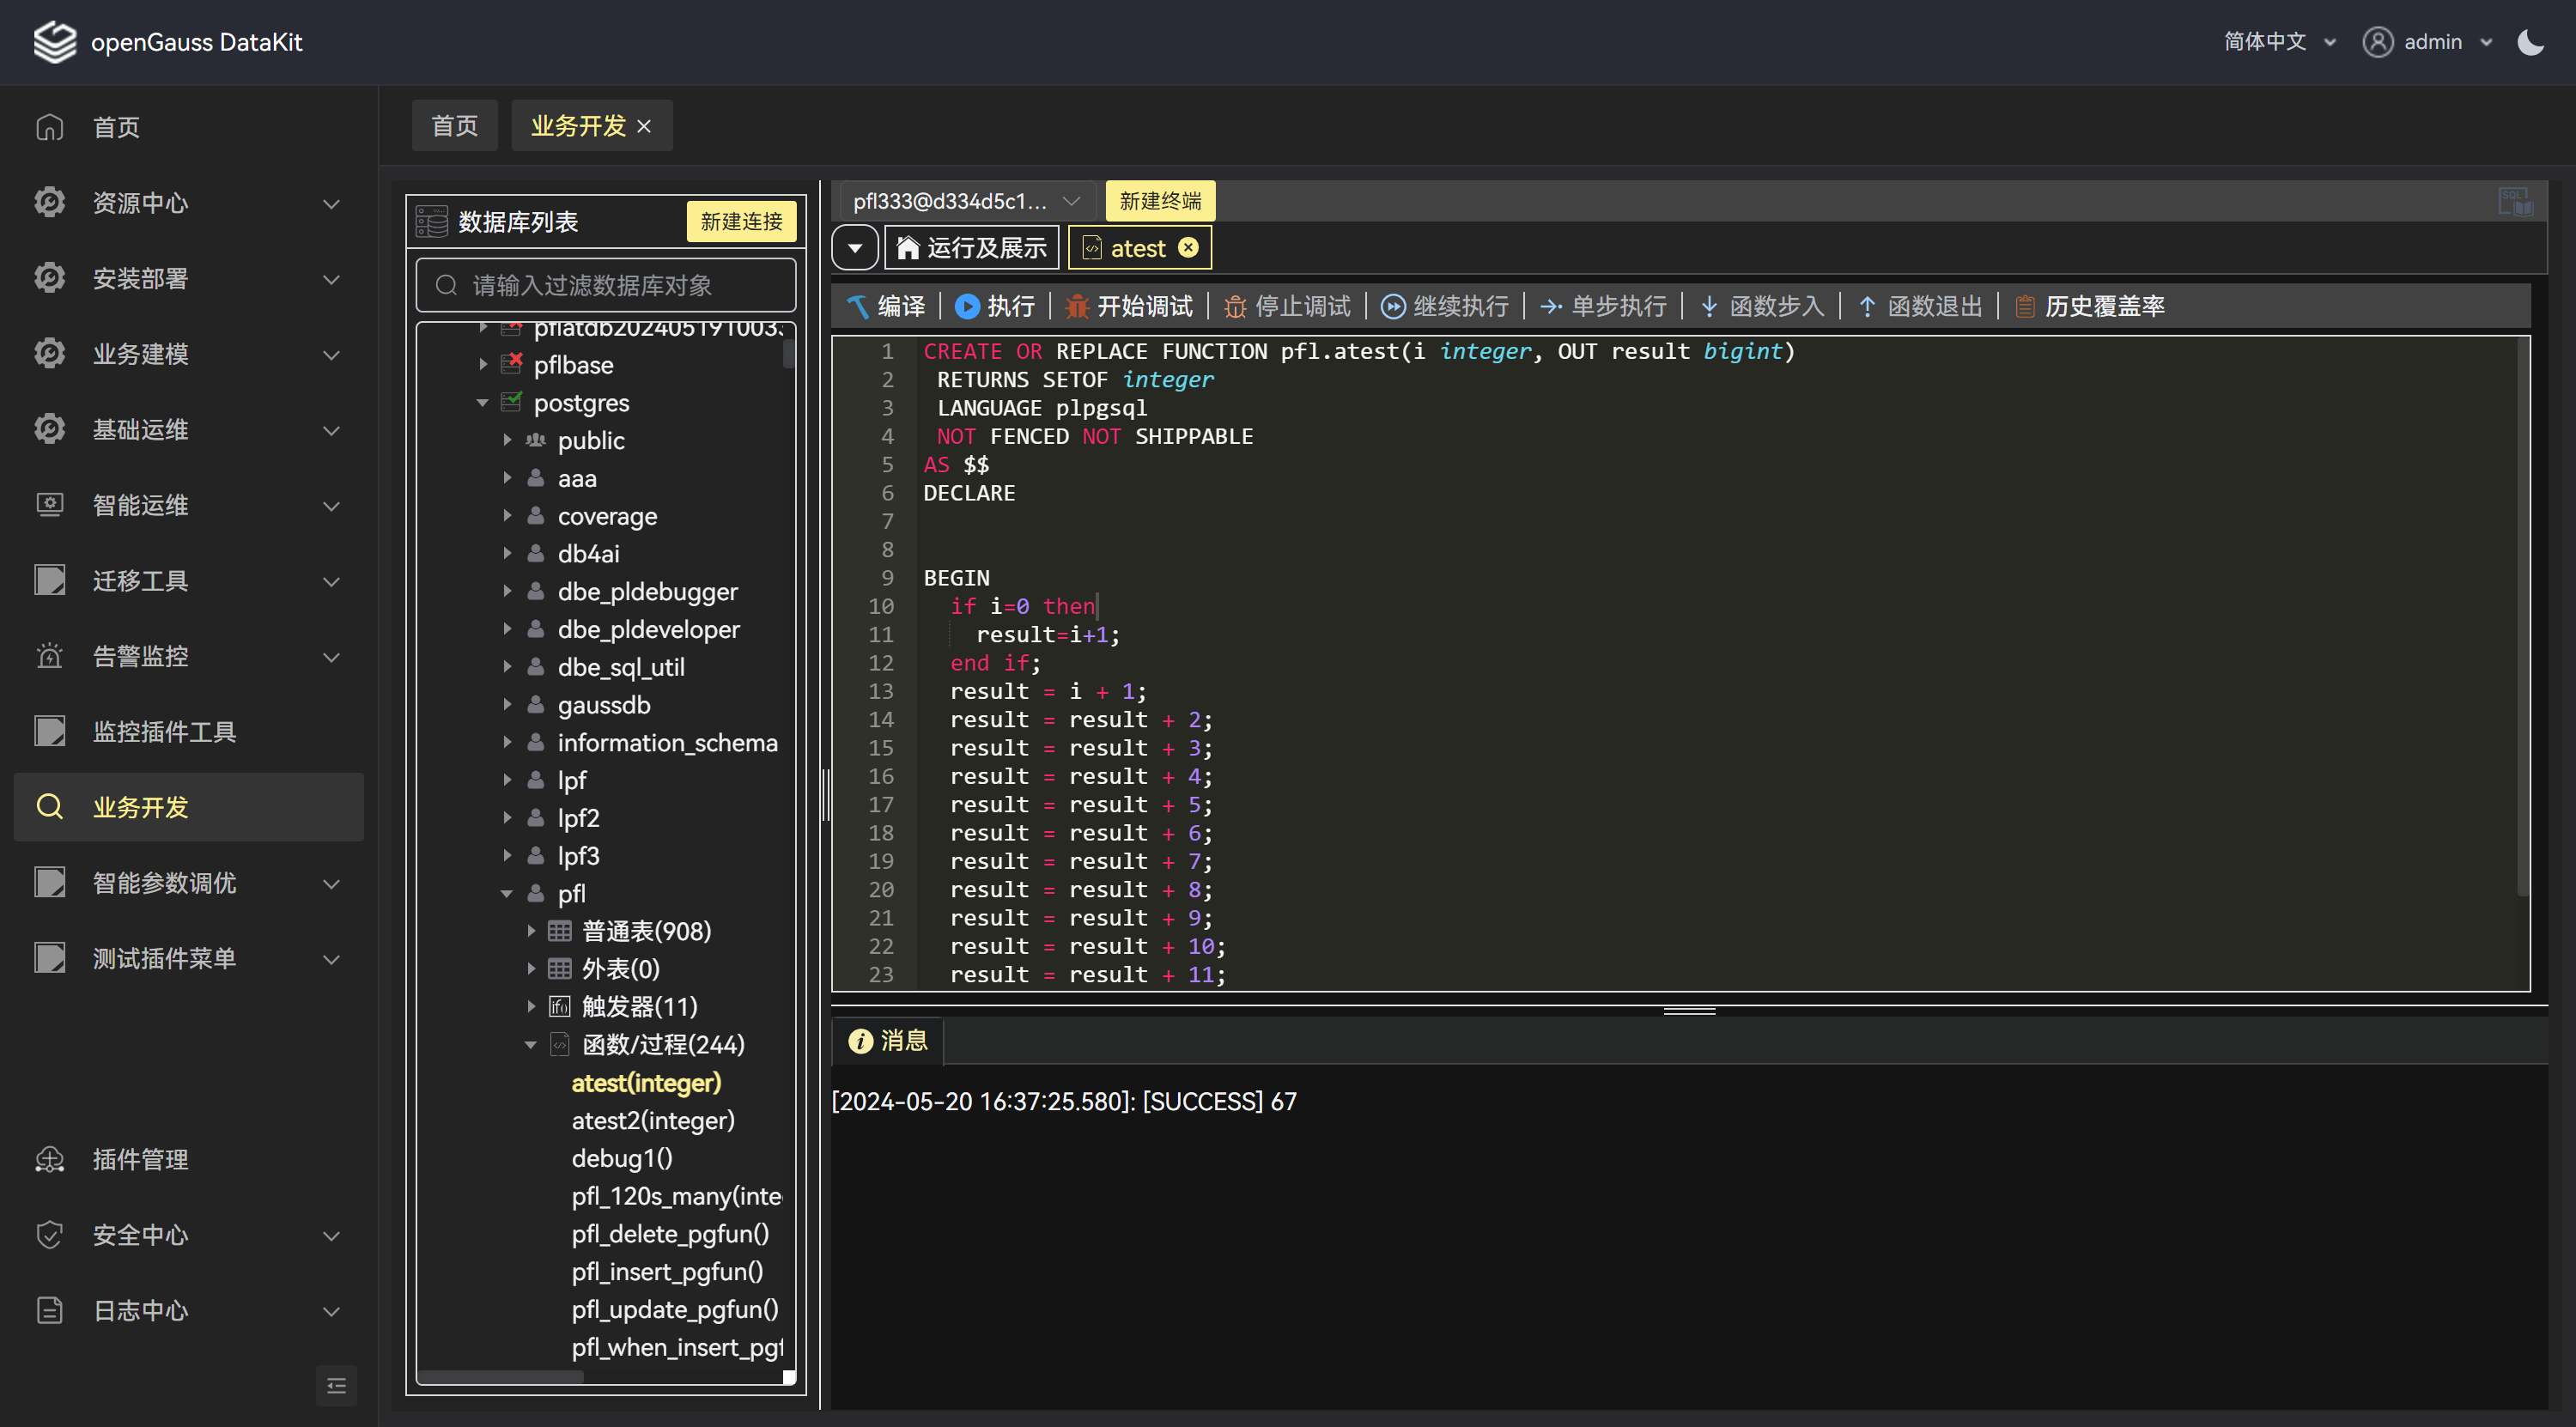 openGauss DataKit
简体中文
admin
首页
资源中心
安装部署
业务建模
基础运维
智能运维
迁移工具
告警监控
监控插件工具
业务开发
智能参数调优
测试插件菜单
插件管理
安全中心
日志中心
首页
业务开发
数据库列表
新建连接
请输入过滤数据库对象
pflatdb202405191003.
pflbase
postgres
public
aaa
coverage
db4ai
dbe_pldebugger
dbe_pldeveloper
dbe_sql_util
gaussdb
information_schema
lpf
lpf2
lpf3
pfl
普通表(908)
外表(0)
触发器(11)
函数/过程(244)
atest(integer)
atest2(integer)
debug1()
pfl_120s_many(inte
pfl_delete_pgfun()
pfl_insert_pgfun()
pfl_update_pgfun()
pfl_when_insert_pgf
pfl333@d334d5c1...
新建终端
运行及展示
atest
编译
执行
开始调试
停止调试
继续执行
单步执行
函数步入
函数退出
历史覆盖率
1 CREATE OR REPLACE FUNCTION pfl.atest(i integer, OUT result bigint)
2 RETURNS SETOF integer
3 LANGUAGE plpgsql
4 NOT FENCED NOT SHIPPABLE
5 AS $$
6 DECLARE
7
8
9 BEGIN
10 if i=0 then
11 result=i+1;
12 end if;
13 result = i + 1;
14 result = result + 2;
15 result = result + 3;
16 result = result + 4;
17 result = result + 5;
18 result = result + 6;
19 result = result + 7;
20 result = result + 8;
21 result = result + 9;
22 result = result + 10;
23 result = result + 11;
消息
[2024-05-20 16:37:25.580]: [SUCCESS] 67